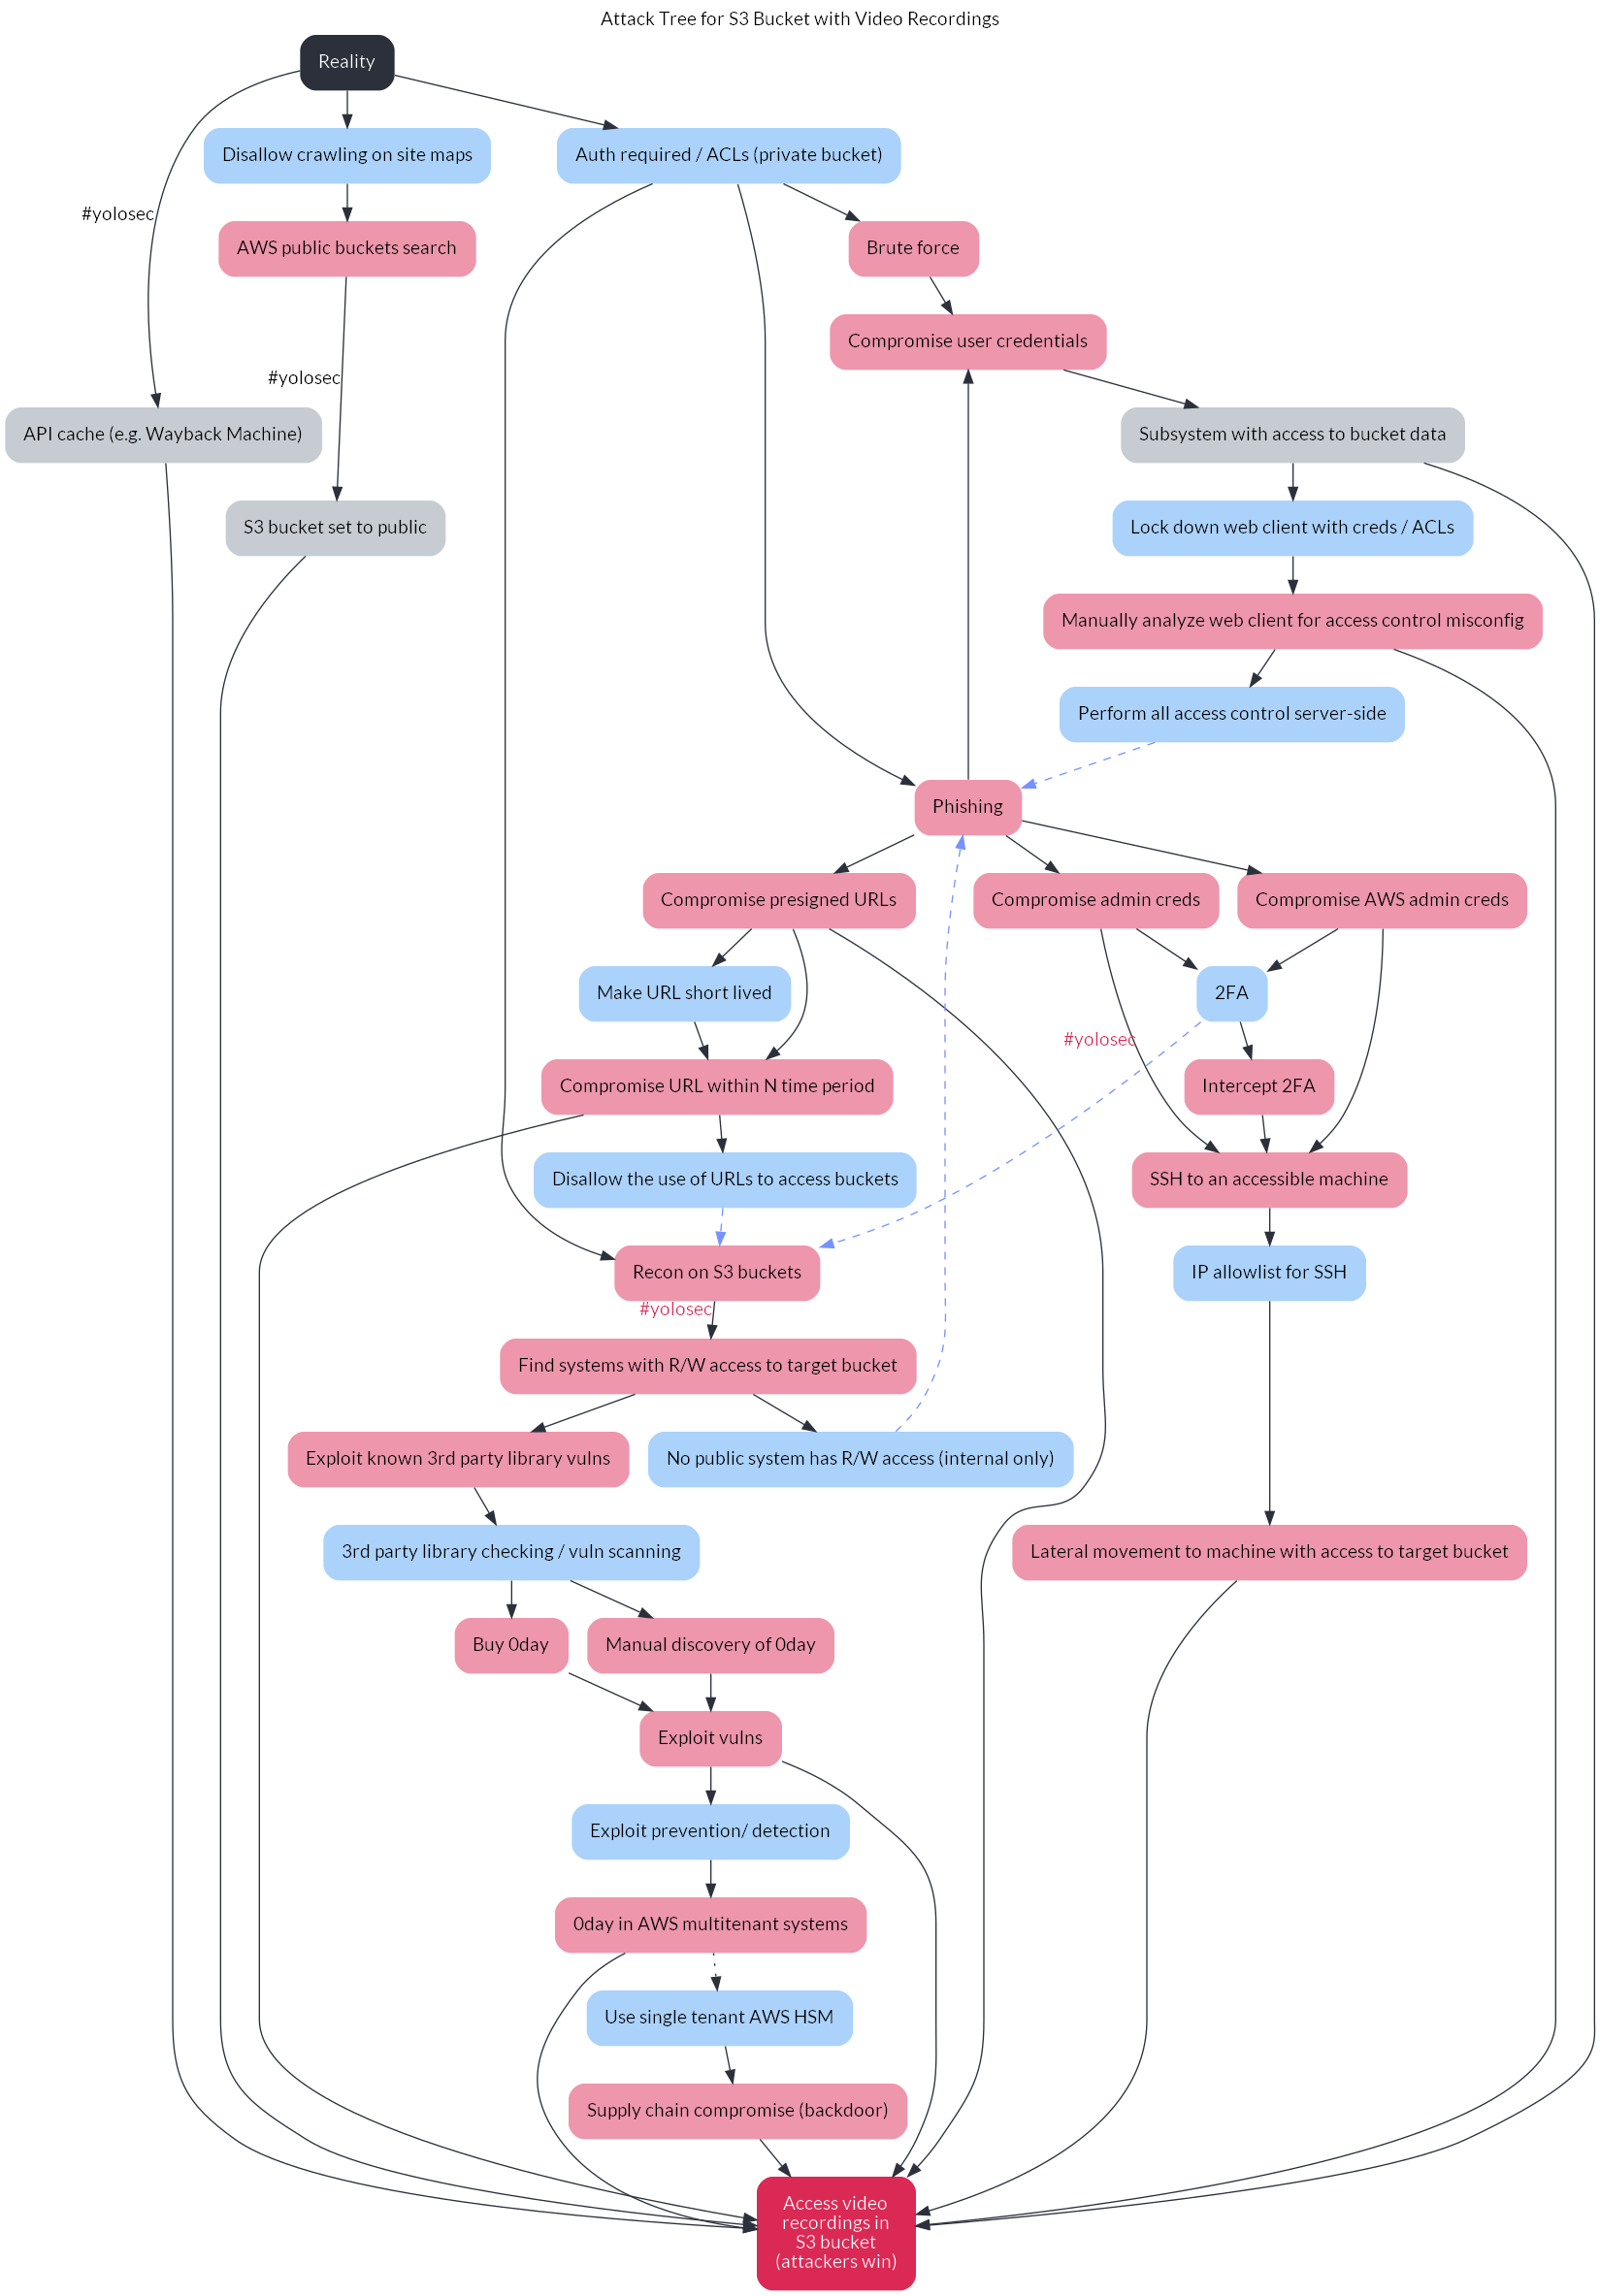 Attack Tree for S3 Bucket with Video Recordings
Reality
Disallow crawling on site maps
Auth required / ACLs (private bucket)
#yolosec
AWS public buckets search
Brute force
Compromise user credentials
#yolosec
API cache (e.g. Wayback Machine)
Subsystem with access to bucket data
S3 bucket set to public
Lock down web client with creds / ACLs
Manually analyze web client for access control misconfig
Perform all access control server-side
Phishing
Compromise presigned URLs
Compromise admin creds
Compromise AWS admin creds
Make URL short lived
2FA
#yolosec
Compromise URL within N time period
Intercept 2FA
Disallow the use of URLs to access buckets
SSH to an accessible machine
Recon on S3 buckets
IP allowlist for SSH
#yolosec
Find systems with R/W access to target bucket
Exploit known 3rd party library vulns
No public system has R/W access (internal only)
3rd party library checking / vuln scanning
Lateral movement to machine with access to target bucket
Buy 0day
Manual discovery of 0day
Exploit vulns
Exploit prevention/ detection
0day in AWS multitenant systems
Use single tenant AWS HSM
Supply chain compromise (backdoor)
Access video
recordings in
S3 bucket
(attackers win)